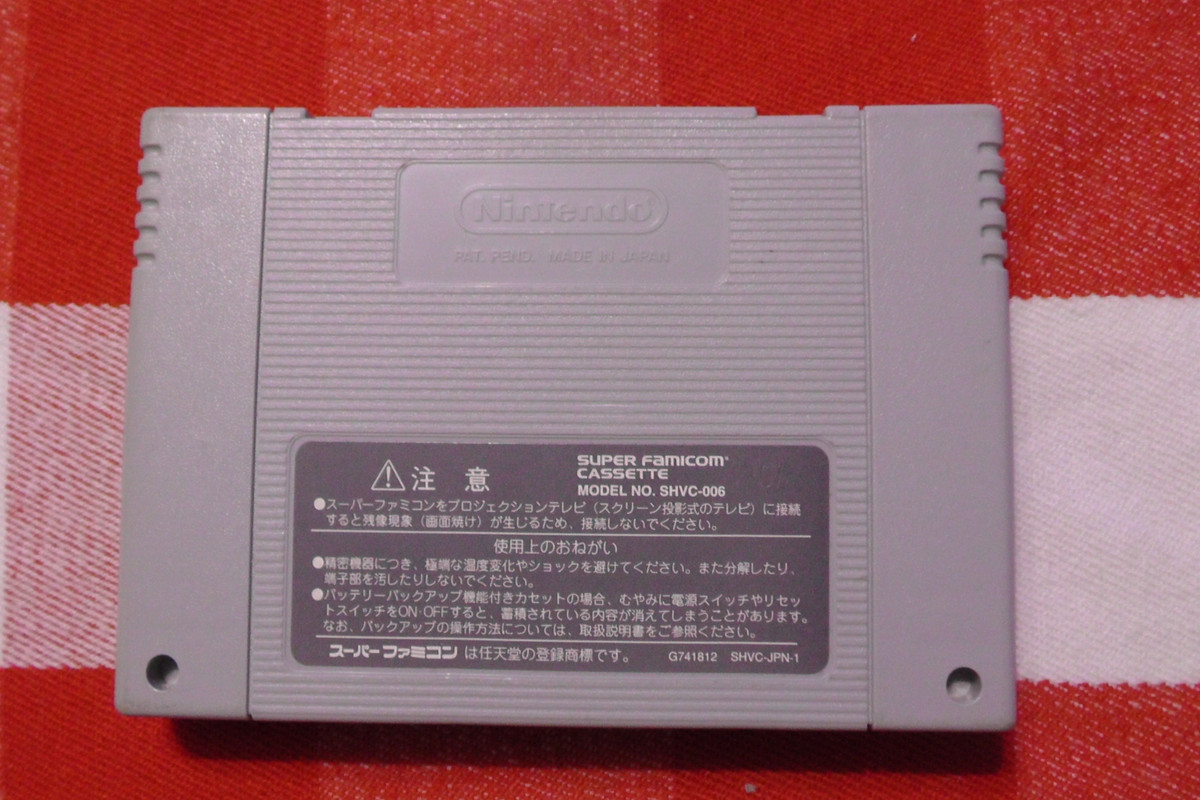 Nintendo
PAT. PEND. MADE IN JAPAN
注意
SUPER FAMICOM
CASSETTE
MODEL NO. SHVC-006
●スーパーファミコンをプロジェクションテレビ（スクリーン投影式のテレビ）に接続
すると残像現象（画面焼け）が生じるため、接続しないでください。
使用上のおねがい
●精密機器につき、極端な温度変化やショックを避けてください。また分解したり、
端子部を汚したりしないでください。
●バッテリーバックアップ機能付きカセットの場合、むやみに電源スイッチやリセッ
トスイッチをON・OFFすると、蓄積されている内容が消えてしまうことがあります。
なお、バックアップの操作方法については、取扱説明書をご参照ください。
スーパーファミコンは任天堂の登録商標です。 G741812 SHVC-JPN-1